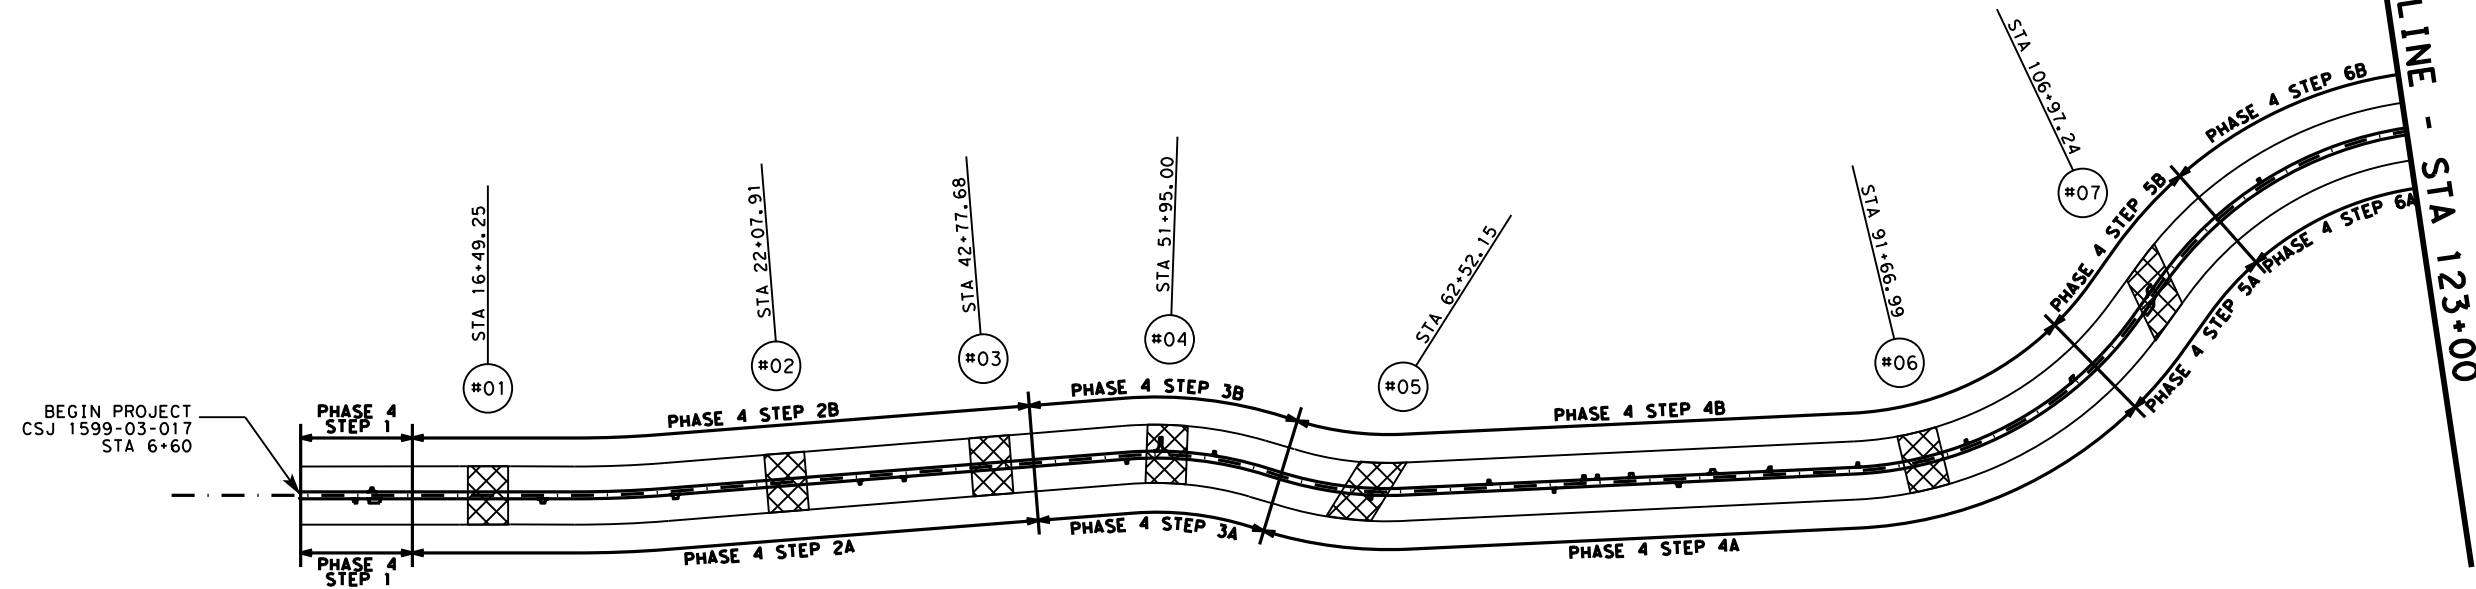 BEGIN PROJECT
CSJ 1599-03-017
STA 6+60
PHASE 4
STEP 1
PHASE 4
STEP 1
STA 16+49.25
#01
STA 22+07.91
#02
STA 42+77.68
#03
STA 51+95.00
#04
STA 62+52.15
#05
STA 91+66.99
#06
STA 106+97.24
#07
PHASE 4 STEP 2B
PHASE 4 STEP 2A
PHASE 4 STEP 3B
PHASE 4 STEP 3A
PHASE 4 STEP 4B
PHASE 4 STEP 4A
PHASE 4 STEP 5B
PHASE 4 STEP 5A
PHASE 4 STEP 6B
PHASE 4 STEP 6A
LINE - STA 123+00